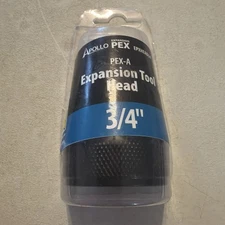 APOLLO PEX
PEX-A
Expansion Tool
Head
3/4"